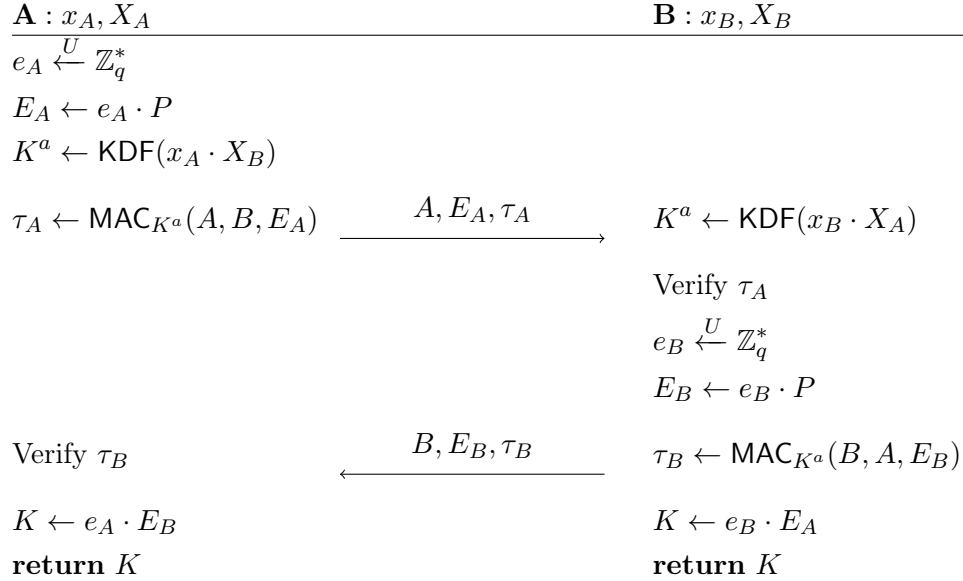 A : x_A, X_A B : x_B, X_B
e_A ←^U ℤ_q^*
E_A ← e_A · P
K^a ← KDF(x_A · X_B)
τ_A ← MAC_{K^a}(A, B, E_A) A, E_A, τ_A K^a ← KDF(x_B · X_A)
Verify τ_A
e_B ←^U ℤ_q^*
E_B ← e_B · P
Verify τ_B B, E_B, τ_B τ_B ← MAC_{K^a}(B, A, E_B)
K ← e_A · E_B K ← e_B · E_A
return K return K